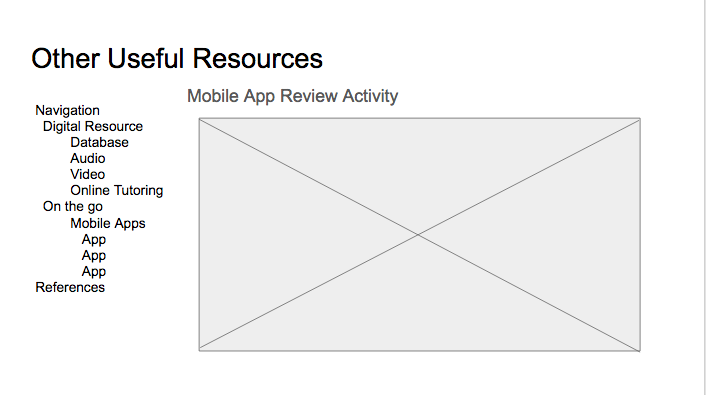 Other Useful Resources
Mobile App Review Activity
Navigation
Digital Resource
Database
Audio
Video
Online Tutoring
On the go
Mobile Apps
App
App
App
References